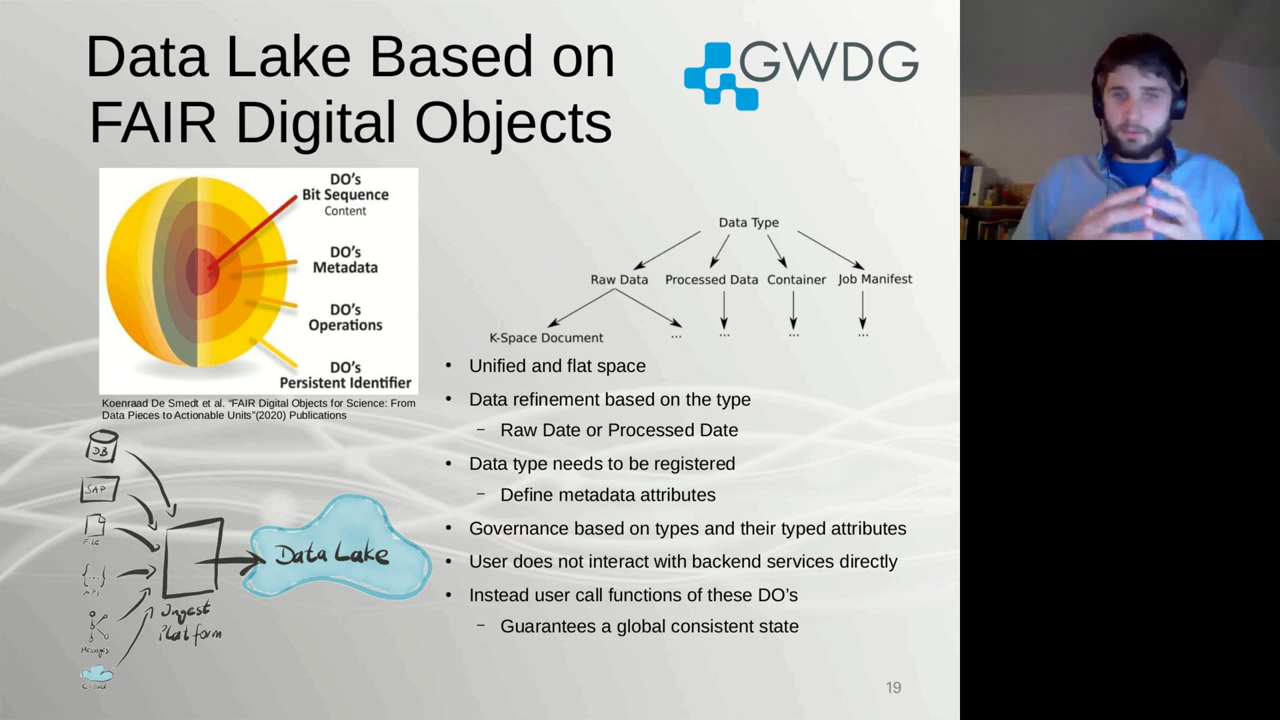 Data Lake Based on
FAIR Digital Objects
GWDG
DO's
Bit Sequence
Content
DO's
Metadata
DO's
Operations
DO's
Persistent Identifier
Koenraad De Smedt et al. “FAIR Digital Objects for Science: From
Data Pieces to Actionable Units”(2020) Publications
Data Type
Raw Data Processed Data Container Job Manifest
K-Space Document ... ... ... ...
• Unified and flat space
• Data refinement based on the type
– Raw Date or Processed Date
• Data type needs to be registered
– Define metadata attributes
• Governance based on types and their typed attributes
• User does not interact with backend services directly
• Instead user call functions of these DO’s
– Guarantees a global consistent state
DB
SAP
File
{..}
API
Messages
Cloud
Ingest
Platform
Data Lake
19